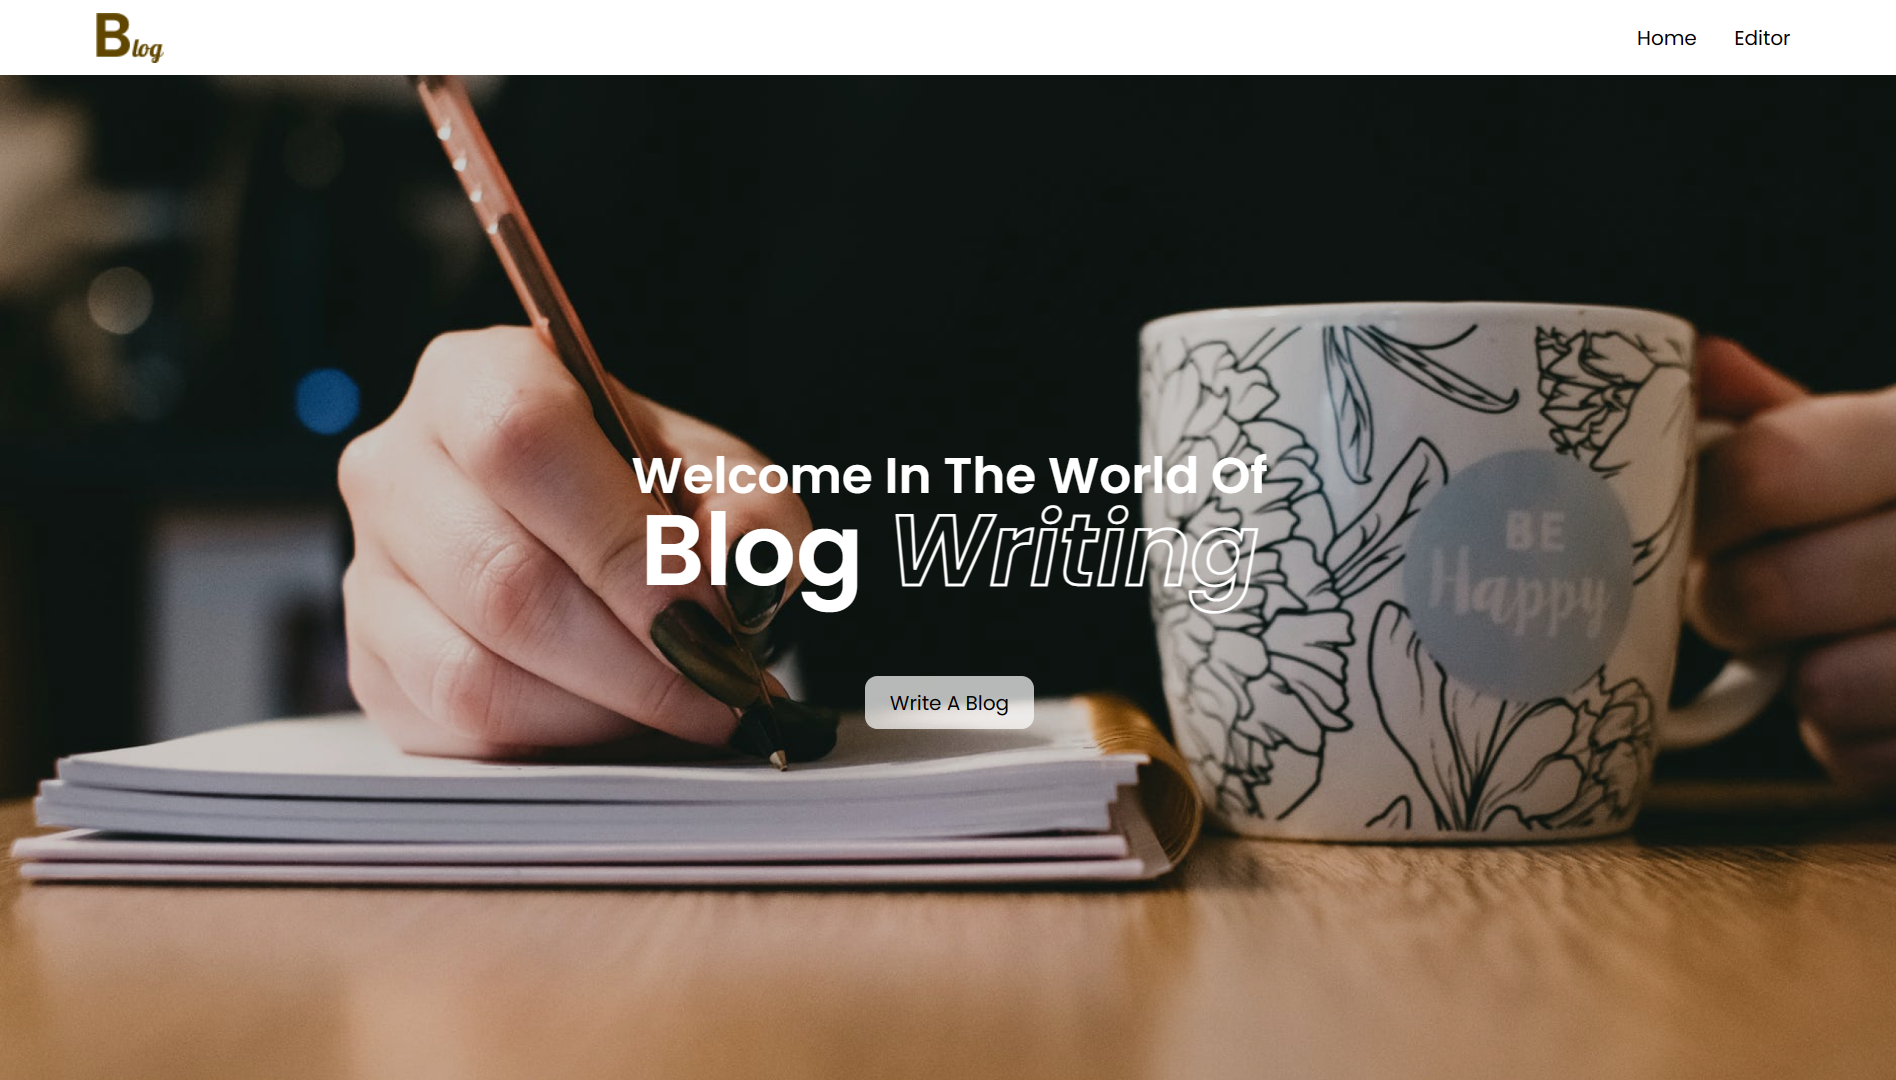 Blog
Home
Editor
Welcome In The World Of
Blog Writing
BE
Happy
Write A Blog